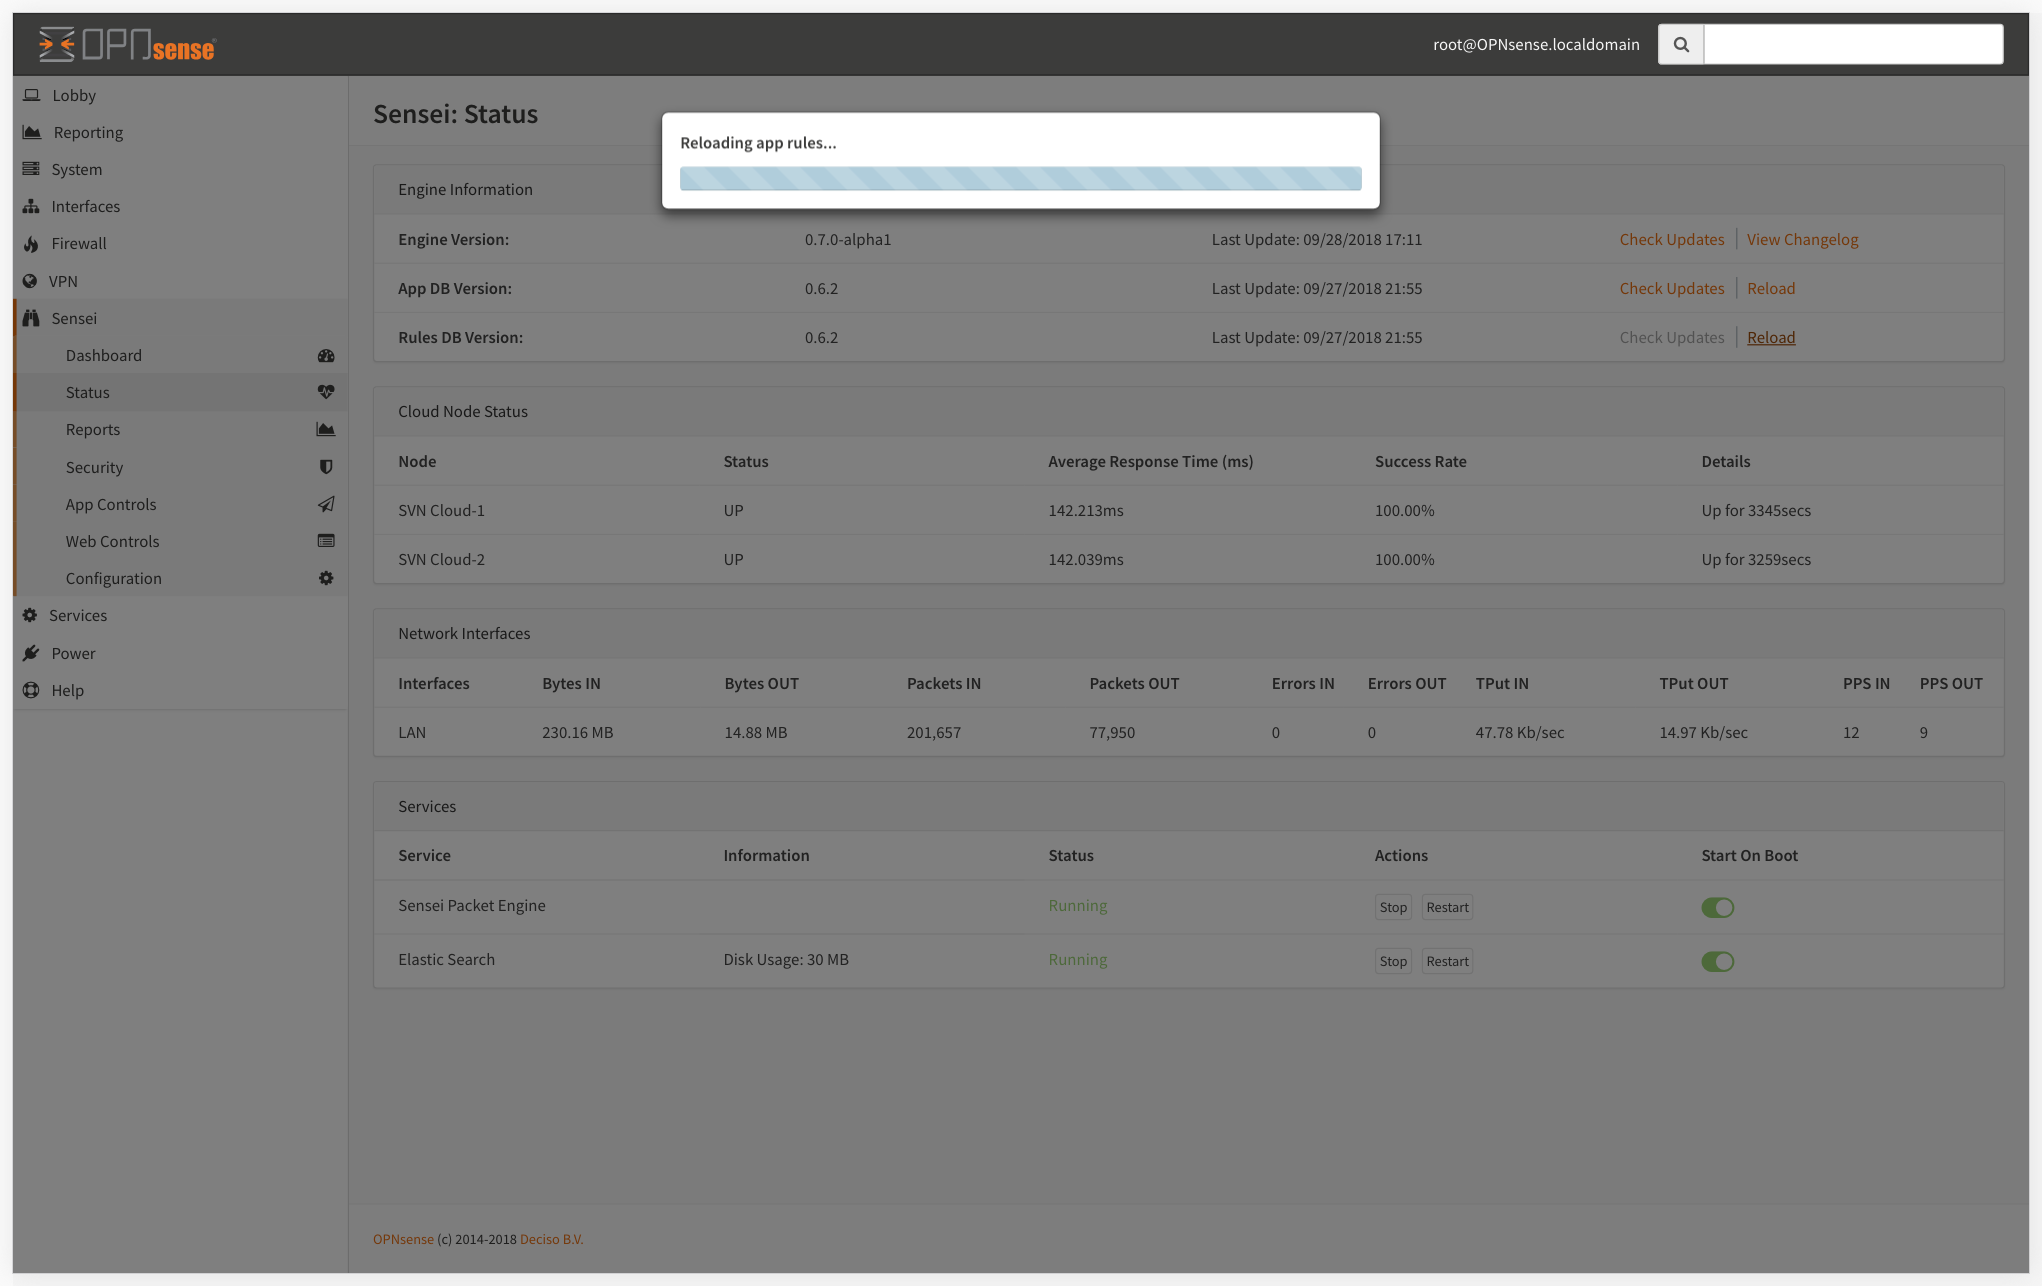 OPNsense
root@OPNsense.localdomain
Lobby
Reporting
System
Interfaces
Firewall
VPN
Sensei
Dashboard
Status
Reports
Security
App Controls
Web Controls
Configuration
Services
Power
Help
Sensei: Status
Reloading app rules...
Engine Information
Engine Version: 0.7.0-alpha1 Last Update: 09/28/2018 17:11 Check Updates View Changelog
App DB Version: 0.6.2 Last Update: 09/27/2018 21:55 Check Updates Reload
Rules DB Version: 0.6.2 Last Update: 09/27/2018 21:55 Check Updates Reload
Cloud Node Status
Node Status Average Response Time (ms) Success Rate Details
SVN Cloud-1 UP 142.213ms 100.00% Up for 3345secs
SVN Cloud-2 UP 142.039ms 100.00% Up for 3259secs
Network Interfaces
Interfaces Bytes IN Bytes OUT Packets IN Packets OUT Errors IN Errors OUT TPut IN TPut OUT PPS IN PPS OUT
LAN 230.16 MB 14.88 MB 201,657 77,950 0 0 47.78 Kb/sec 14.97 Kb/sec 12 9
Services
Service Information Status Actions Start On Boot
Sensei Packet Engine Running Stop Restart
Elastic Search Disk Usage: 30 MB Running Stop Restart
OPNsense (c) 2014-2018 Deciso B.V.